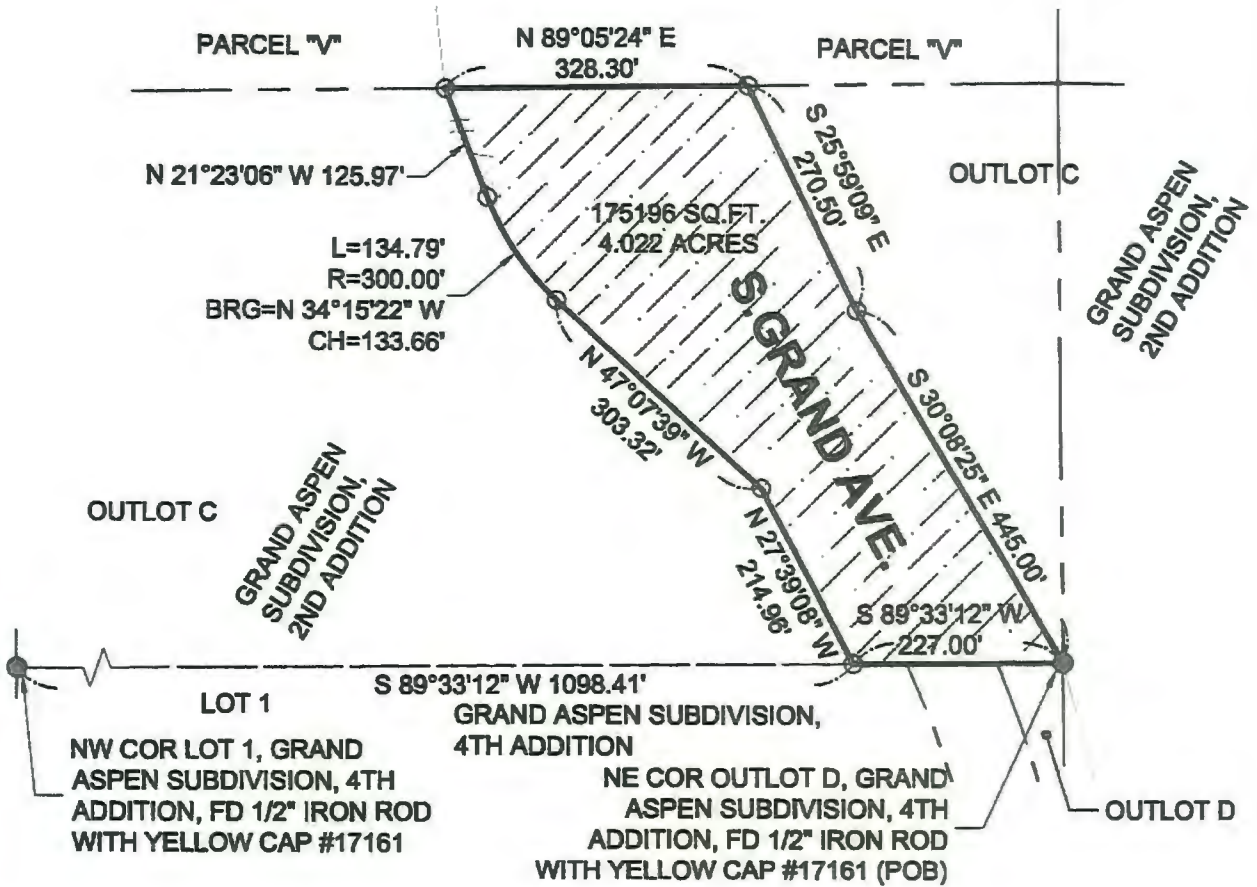 PARCEL "V"
N 89°05'24" E
328.30'
PARCEL "V"
N 21°23'06" W 125.97'
S 25°59'09" E
270.50'
OUTLOT C
GRAND ASPEN
SUBDIVISION,
2ND ADDITION
175196 SQ.FT.
4.022 ACRES
L=134.79'
R=300.00'
BRG=N 34°15'22" W
CH=133.66'
S.GRAND AVE.
N 47°07'39" W
303.32'
S 30°08'25" E 445.00'
OUTLOT C
GRAND ASPEN
SUBDIVISION,
2ND ADDITION
N 27°39'08" W
214.96'
S 89°33'12" W
227.00'
S 89°33'12" W 1098.41'
LOT 1
GRAND ASPEN SUBDIVISION,
4TH ADDITION
NW COR LOT 1, GRAND
ASPEN SUBDIVISION, 4TH
ADDITION, FD 1/2" IRON ROD
WITH YELLOW CAP #17161
NE COR OUTLOT D, GRAND
ASPEN SUBDIVISION, 4TH
ADDITION, FD 1/2" IRON ROD
WITH YELLOW CAP #17161 (POB)
OUTLOT D